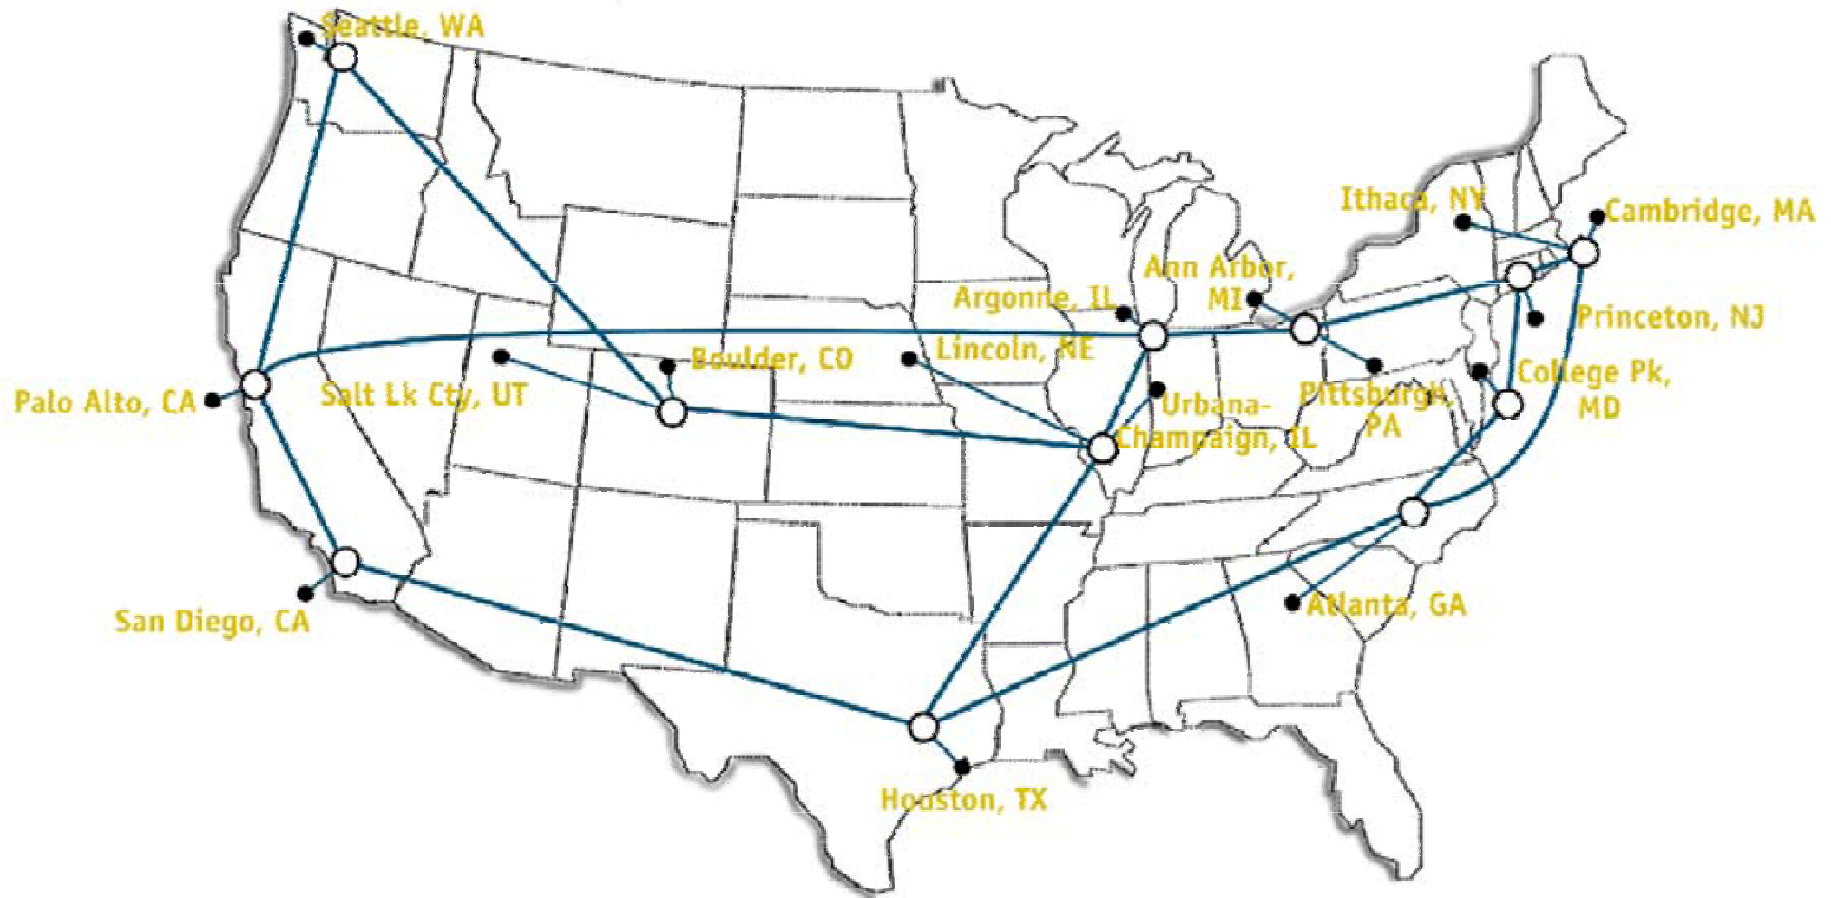 Seattle, WA
Ithaca, NY
Cambridge, MA
Ann Arbor,
MI
Argonne, IL
Princeton, NJ
Lincoln, NE
Boulder, CO
Salt Lk Cty, UT
Palo Alto, CA
College Pk,
MD
Pittsburgh,
PA
Urbana-
Champaign, IL
San Diego, CA
Atlanta, GA
Houston, TX